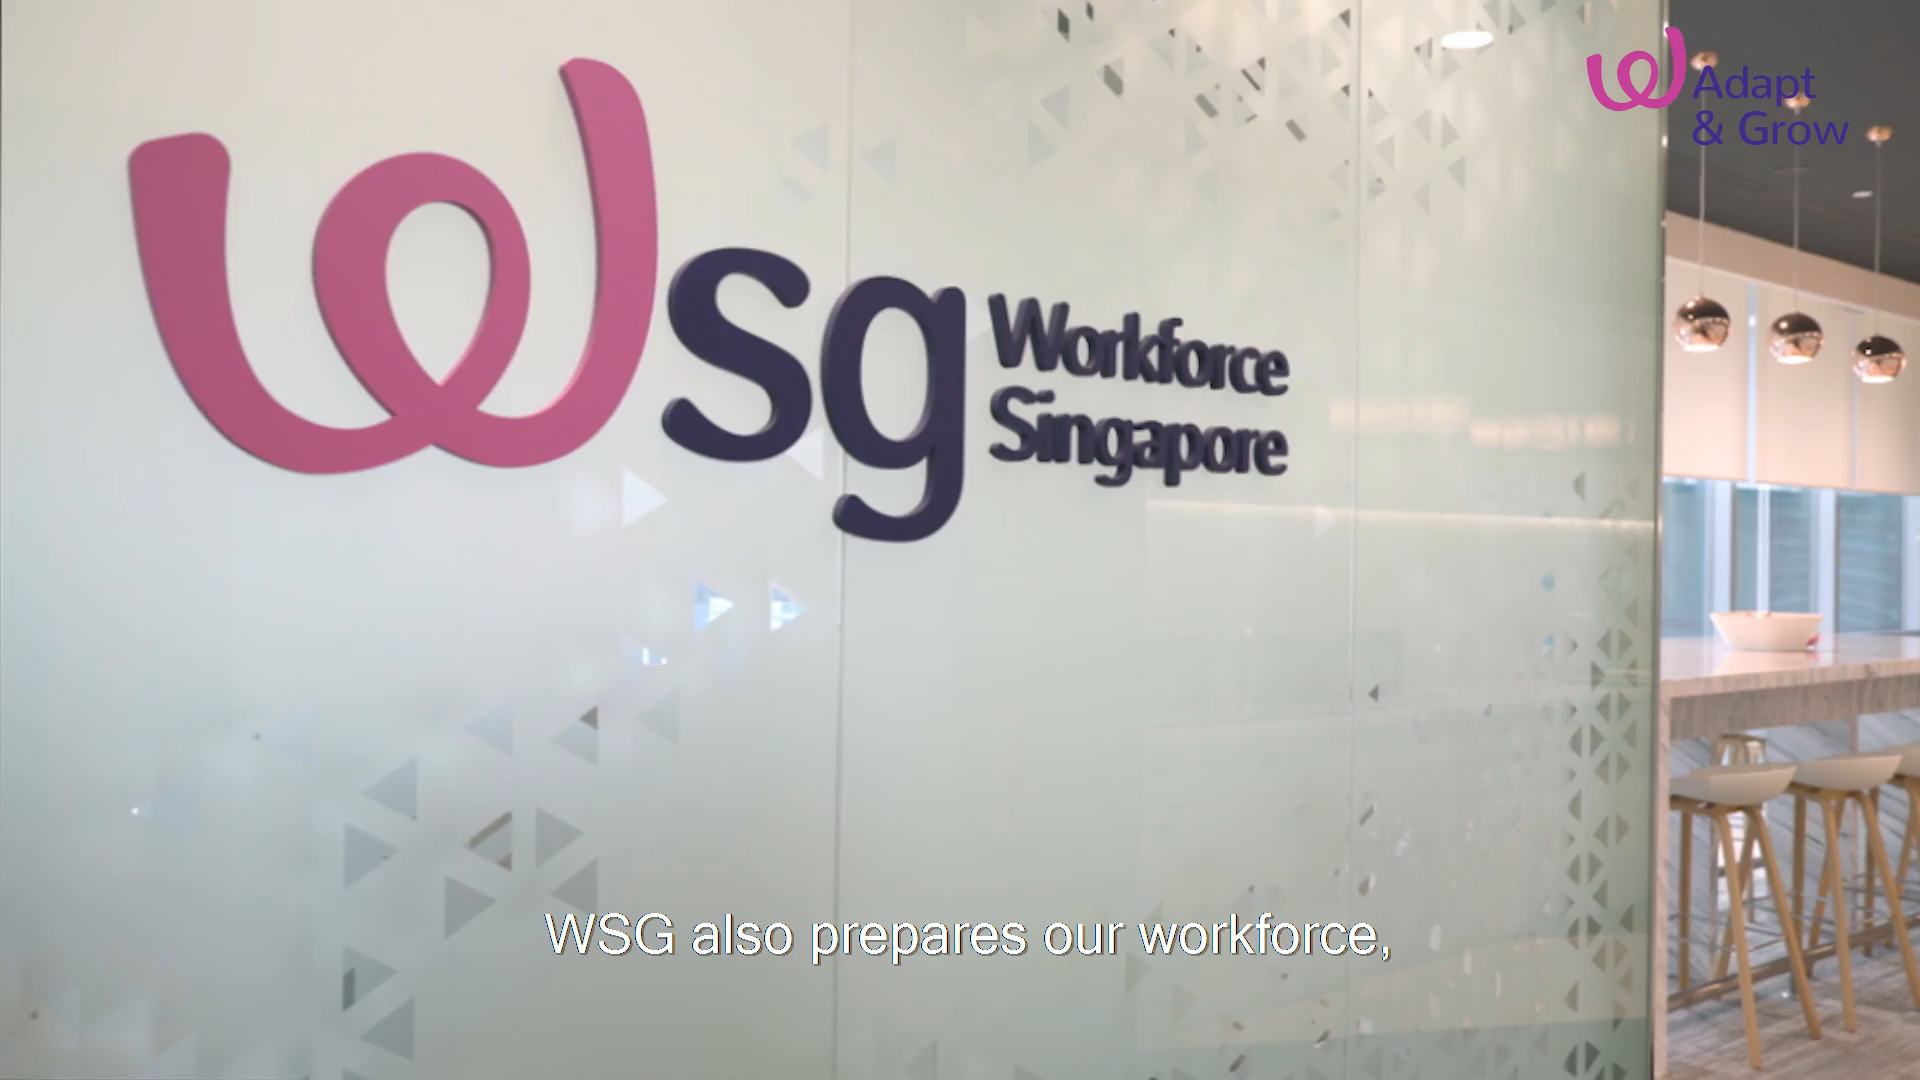 Adapt
& Grow
wsg
Workforce
Singapore
WSG also prepares our workforce,